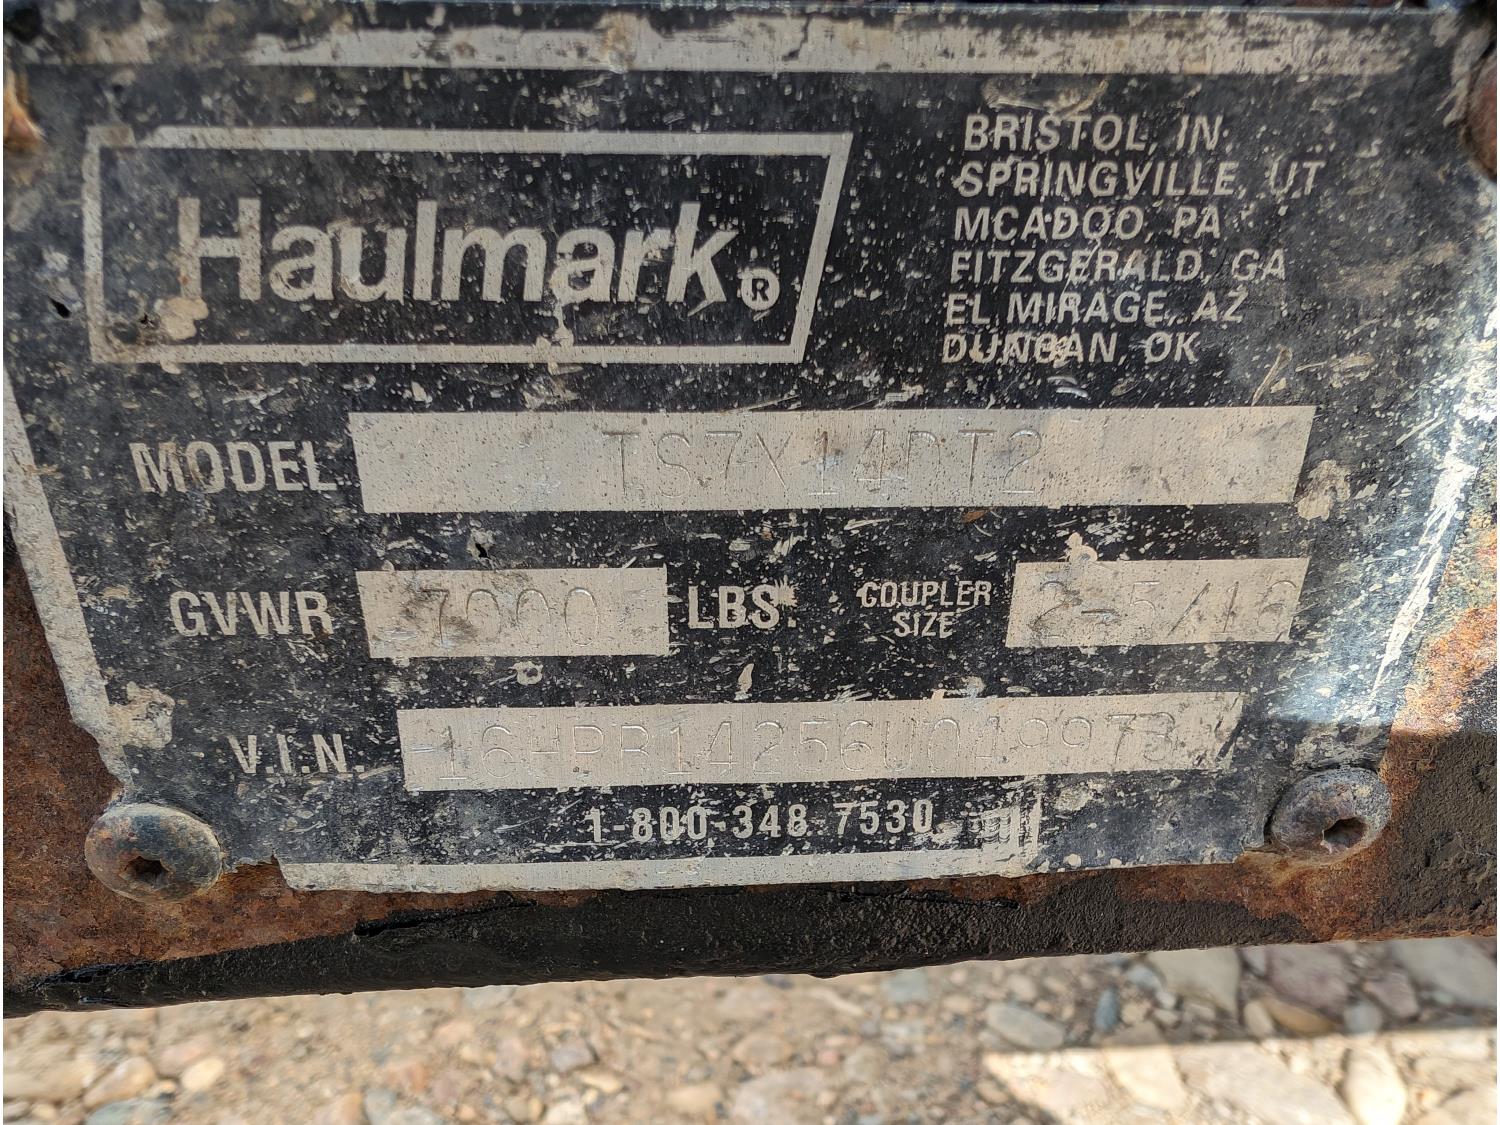 Haulmark®
BRISTOL, IN.
SPRINGVILLE, UT
MCADOO, PA
FITZGERALD, GA
EL MIRAGE, AZ
DUNCAN, OK
MODEL TS7X14DT2
GVWR 7000 LBS. COUPLER SIZE 2-5/16
V.I.N. 16HPB14256U049973
1-800-348-7530